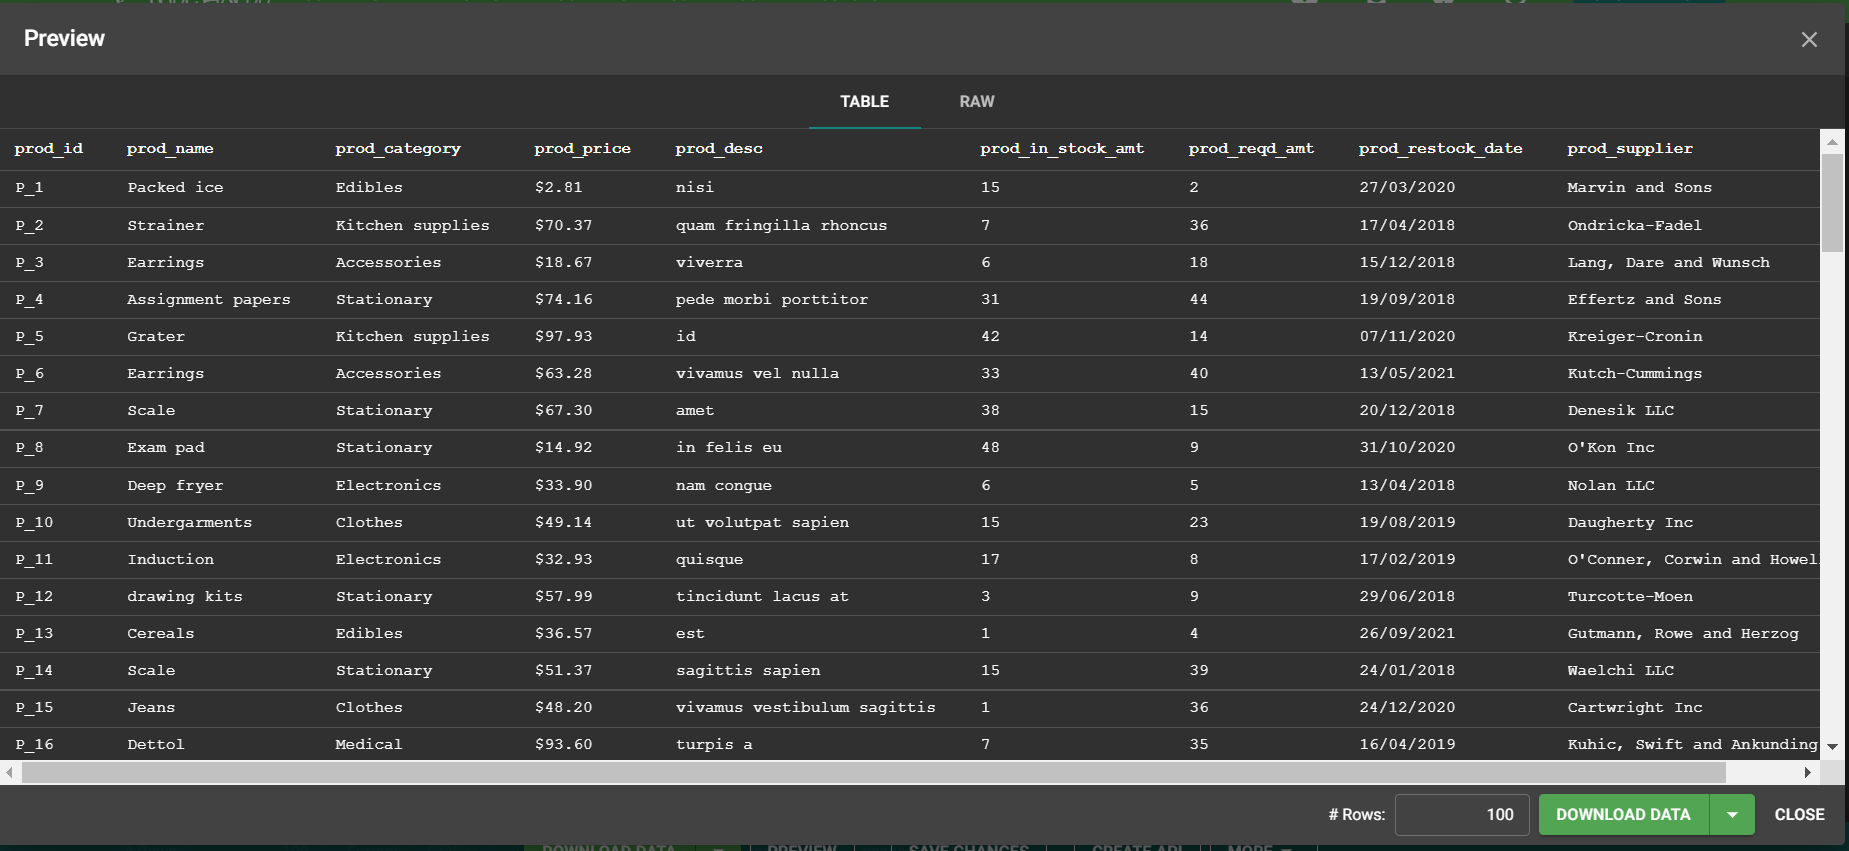 Preview
TABLE RAW
prod_id prod_name prod_category prod_price prod_desc prod_in_stock_amt prod_reqd_amt prod_restock_date prod_supplier
P_1 Packed ice Edibles $2.81 nisi 15 2 27/03/2020 Marvin and Sons
P_2 Strainer Kitchen supplies $70.37 quam fringilla rhoncus 7 36 17/04/2018 Ondricka-Fadel
P_3 Earrings Accessories $18.67 viverra 6 18 15/12/2018 Lang, Dare and Wunsch
P_4 Assignment papers Stationary $74.16 pede morbi porttitor 31 44 19/09/2018 Effertz and Sons
P_5 Grater Kitchen supplies $97.93 id 42 14 07/11/2020 Kreiger-Cronin
P_6 Earrings Accessories $63.28 vivamus vel nulla 33 40 13/05/2021 Kutch-Cummings
P_7 Scale Stationary $67.30 amet 38 15 20/12/2018 Denesik LLC
P_8 Exam pad Stationary $14.92 in felis eu 48 9 31/10/2020 O'Kon Inc
P_9 Deep fryer Electronics $33.90 nam congue 6 5 13/04/2018 Nolan LLC
P_10 Undergarments Clothes $49.14 ut volutpat sapien 15 23 19/08/2019 Daugherty Inc
P_11 Induction Electronics $32.93 quisque 17 8 17/02/2019 O'Conner, Corwin and Howel
P_12 drawing kits Stationary $57.99 tincidunt lacus at 3 9 29/06/2018 Turcotte-Moen
P_13 Cereals Edibles $36.57 est 1 4 26/09/2021 Gutmann, Rowe and Herzog
P_14 Scale Stationary $51.37 sagittis sapien 15 39 24/01/2018 Waelchi LLC
P_15 Jeans Clothes $48.20 vivamus vestibulum sagittis 1 36 24/12/2020 Cartwright Inc
P_16 Dettol Medical $93.60 turpis a 7 35 16/04/2019 Kuhic, Swift and Ankunding
# Rows: 100 DOWNLOAD DATA CLOSE
DOWNLOAD DATA PREVIEW SAVE CHANGES CREATE API MORE